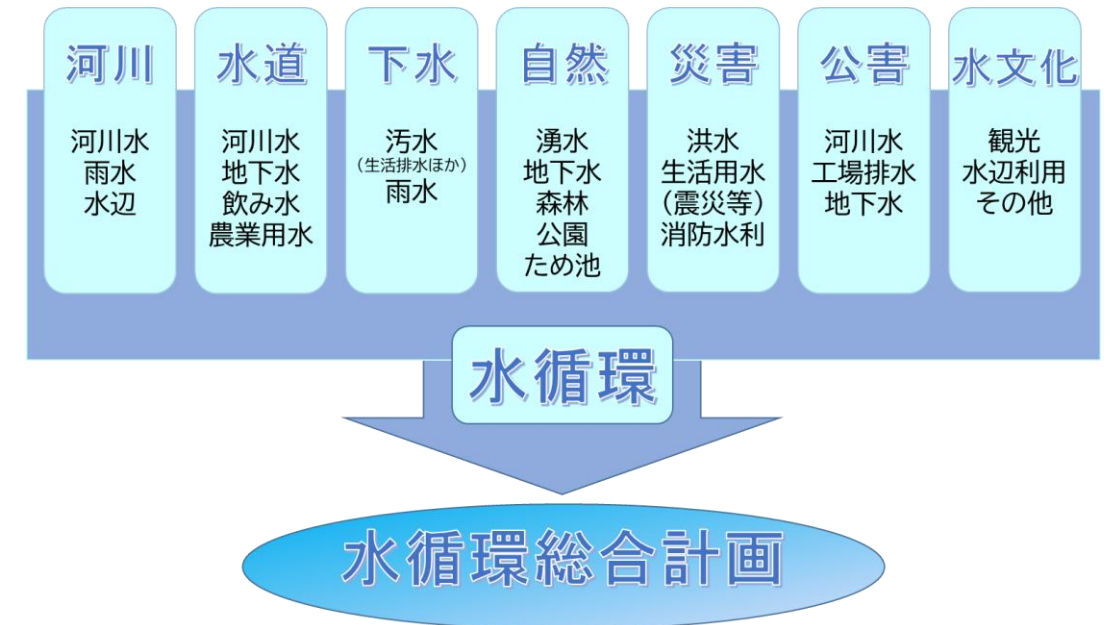 河川
河川水
雨水
水辺
水道
河川水
地下水
飲み水
農業用水
下水
汚水
（生活排水ほか）
雨水
自然
湧水
地下水
森林
公園
ため池
災害
洪水
生活用水
（震災等）
消防水利
公害
河川水
工場排水
地下水
水文化
観光
水辺利用
その他
水循環
水循環総合計画